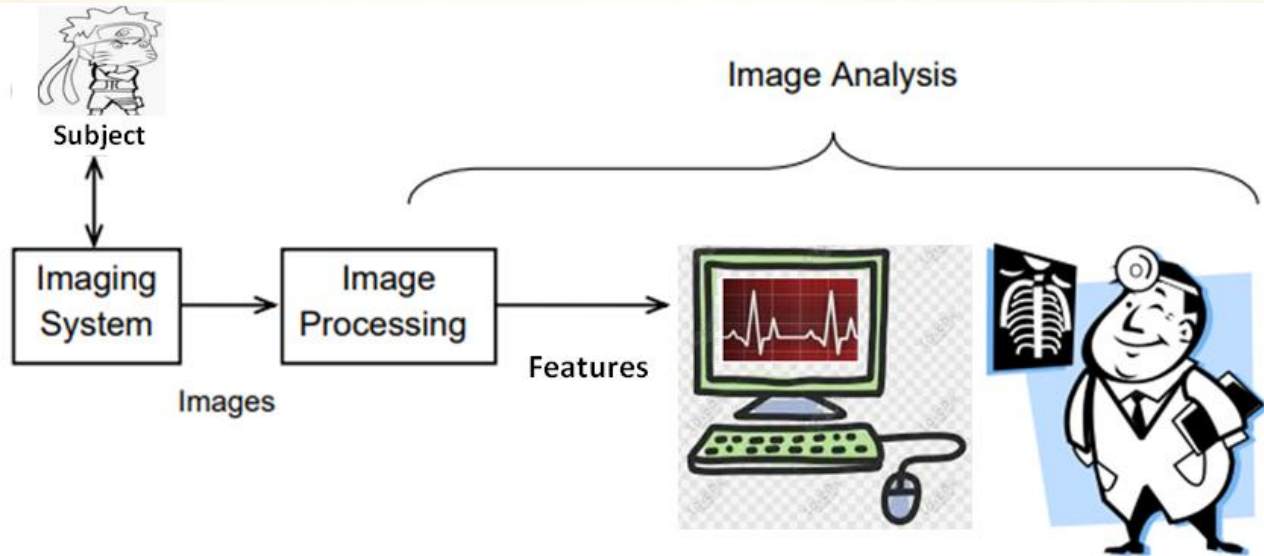 Image Analysis
Subject
Imaging
System
Image
Processing
Features
Images